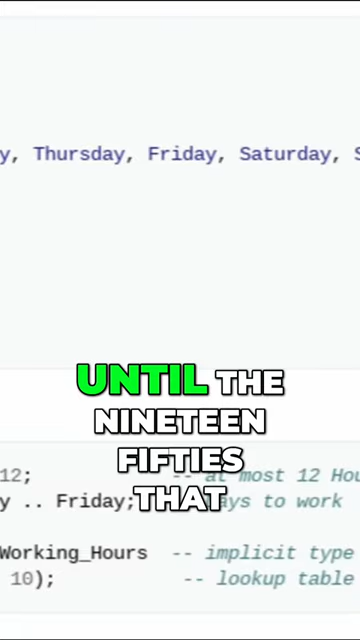 y, Thursday, Friday, Saturday, S
UNTIL THE
NINETEEN
FIFTIES
THAT
12; -- at most 12 Hou
y .. Friday; ays to work
Working_Hours -- implicit type
10); -- lookup table